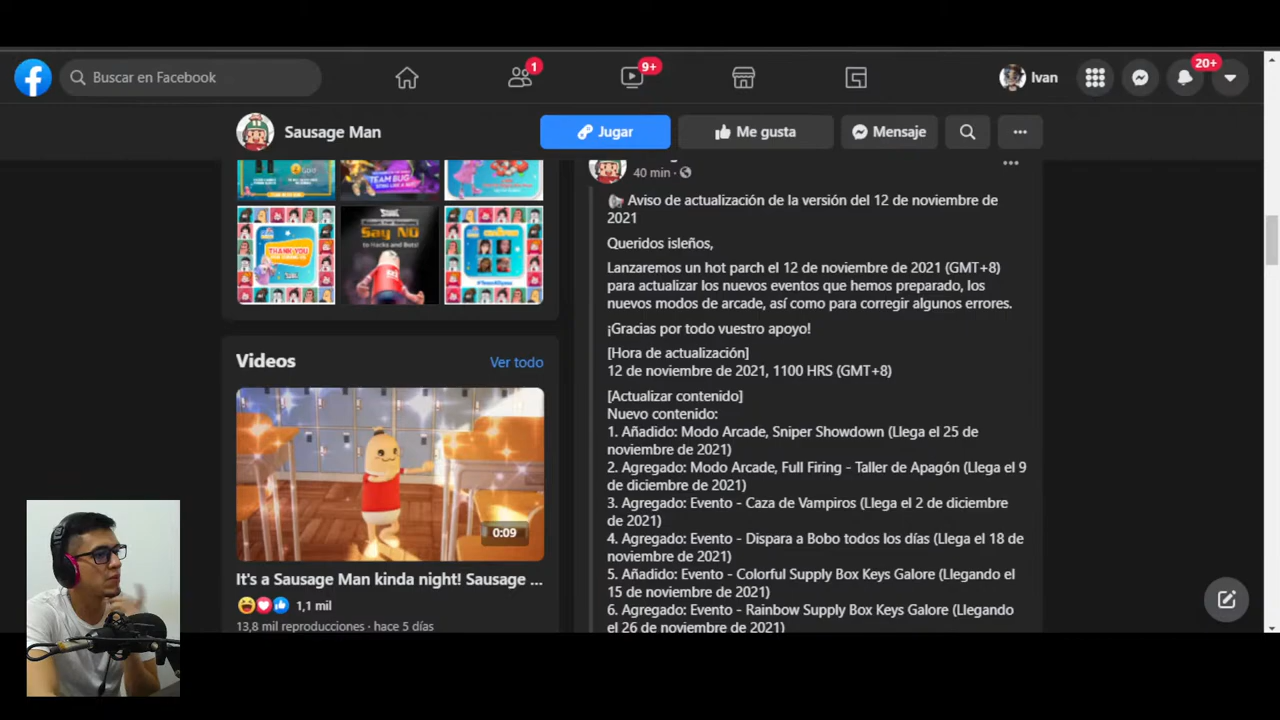 Buscar en Facebook
1
9+
Ivan
20+
Sausage Man
Jugar
Me gusta
Mensaje
40 min
TEAM BUG
THANK YOU
Say NO
to Hacks and Bots!
Videos
Ver todo
0:09
It's a Sausage Man kinda night! Sausage ...
1,1 mil
13,8 mil reproducciones · hace 5 días
Aviso de actualización de la versión del 12 de noviembre de
2021
Queridos isleños,
Lanzaremos un hot parch el 12 de noviembre de 2021 (GMT+8)
para actualizar los nuevos eventos que hemos preparado, los
nuevos modos de arcade, así como para corregir algunos errores.
¡Gracias por todo vuestro apoyo!
[Hora de actualización]
12 de noviembre de 2021, 1100 HRS (GMT+8)
[Actualizar contenido]
Nuevo contenido:
1. Añadido: Modo Arcade, Sniper Showdown (Llega el 25 de
noviembre de 2021)
2. Agregado: Modo Arcade, Full Firing - Taller de Apagón (Llega el 9
de diciembre de 2021)
3. Agregado: Evento - Caza de Vampiros (Llega el 2 de diciembre
de 2021)
4. Agregado: Evento - Dispara a Bobo todos los días (Llega el 18 de
noviembre de 2021)
5. Añadido: Evento - Colorful Supply Box Keys Galore (Llegando el
15 de noviembre de 2021)
6. Agregado: Evento - Rainbow Supply Box Keys Galore (Llegando
el 26 de noviembre de 2021)